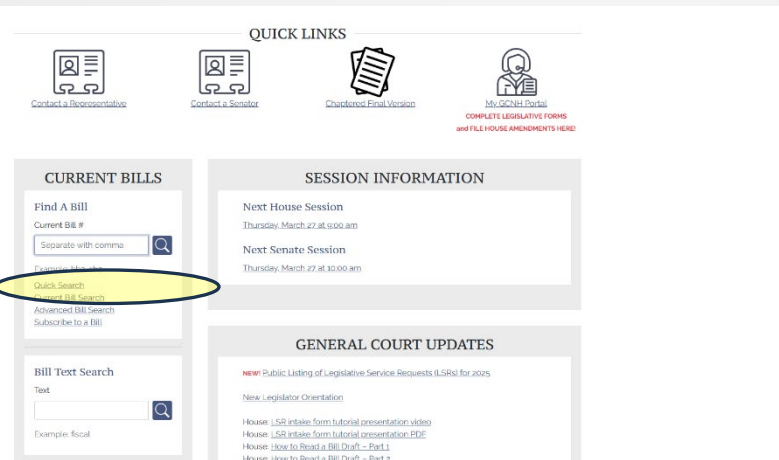 QUICK LINKS
Contact a Representative
Contact a Senator
Chaptered Final Version
My GCNH Portal
COMPLETE LEGISLATIVE FORMS
and FILE HOUSE AMENDMENTS HERE!
CURRENT BILLS
Find A Bill
Current Bill #
Separate with comma
Quick Search
Current Bill Search
Advanced Bill Search
Subscribe to a Bill
Bill Text Search
Text
Example: fiscal
SESSION INFORMATION
Next House Session
Thursday, March 27 at 9:00 am
Next Senate Session
Thursday, March 27 at 10:00 am
GENERAL COURT UPDATES
NEW! Public Listing of Legislative Service Requests (LSRs) for 2025
New Legislator Orientation
House: LSR intake form tutorial presentation video
House: LSR intake form tutorial presentation PDF
House: How to Read a Bill Draft – Part 1
House: How to Read a Bill Draft – Part 2